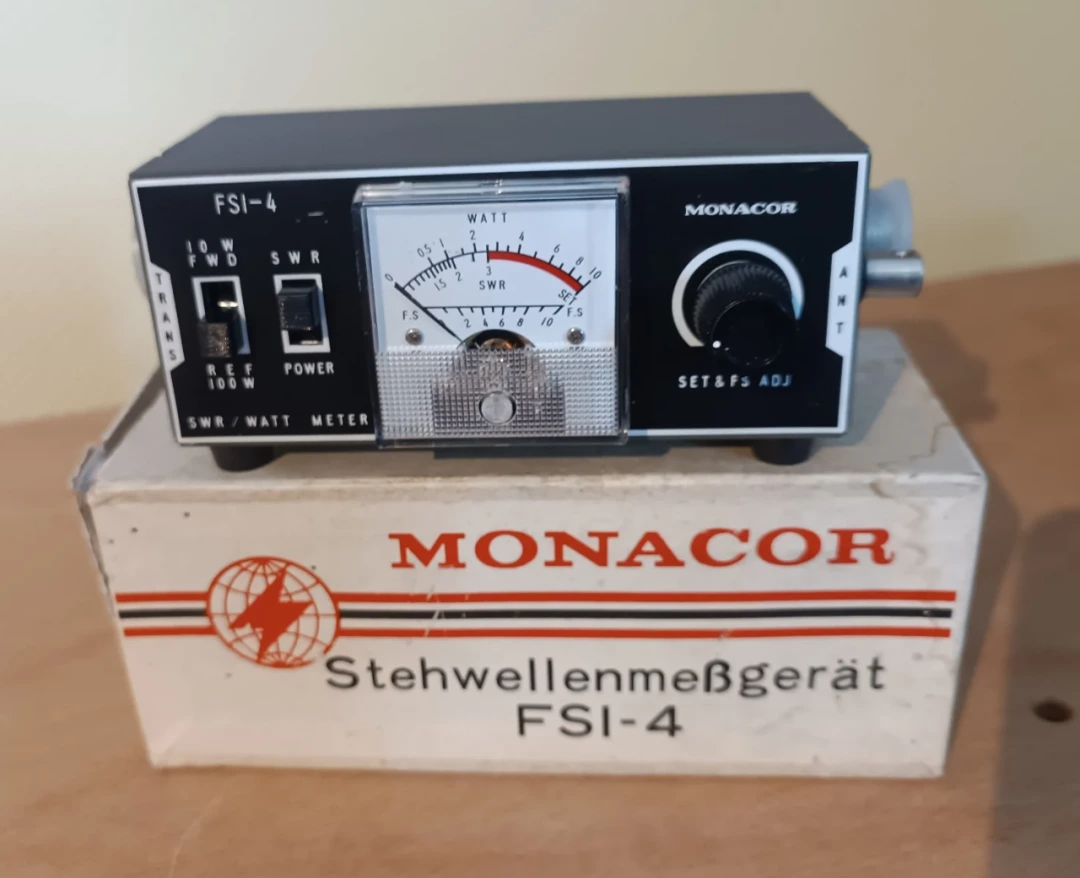 FSI-4
MONACOR
10 W
FWD
SWR
TRANS
REF
100W
POWER
SWR/WATT METER
WATT
0 0.5 1 2 4 6 8 10
1.5 2 3
SWR
SET
F.S
2 4 6 8 10
F.S
ANT
SET & FS ADJ
MONACOR
Stehwellenmeßgerät
FSI-4